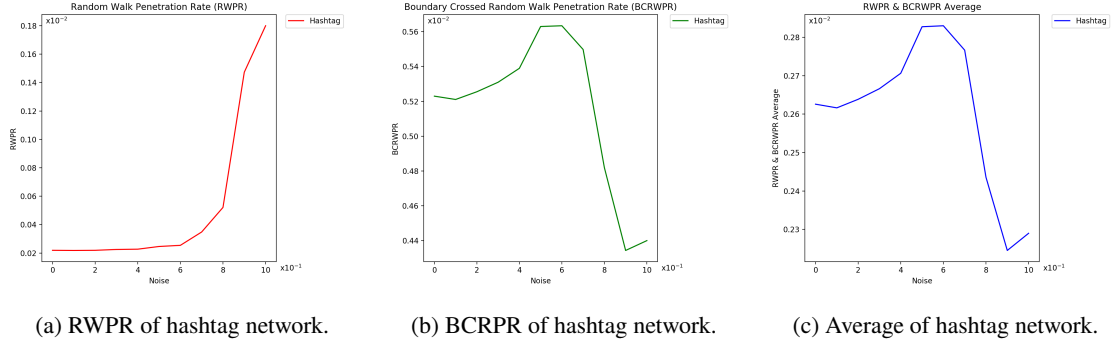 Random Walk Penetration Rate (RWPR)
x10⁻²
Hashtag
0.18
0.16
0.14
0.12
0.10
0.08
0.06
0.04
0.02
RWPR
0 2 4 6 8 10
x10⁻¹
Noise
(a) RWPR of hashtag network.
Boundary Crossed Random Walk Penetration Rate (BCRWPR)
x10⁻²
Hashtag
0.56
0.54
0.52
0.50
0.48
0.46
0.44
BCRWPR
0 2 4 6 8 10
x10⁻¹
Noise
(b) BCRPR of hashtag network.
RWPR & BCRWPR Average
x10⁻²
Hashtag
0.28
0.27
0.26
0.25
0.24
0.23
RWPR & BCRWPR Average
0 2 4 6 8 10
x10⁻¹
Noise
(c) Average of hashtag network.